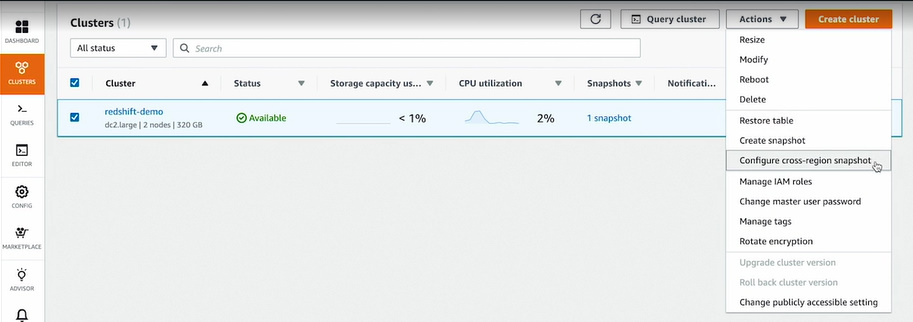 DASHBOARD
CLUSTERS
QUERIES
EDITOR
CONFIG
MARKETPLACE
ADVISOR
Clusters (1)
Query cluster
Actions
Create cluster
All status
Search
Cluster
Status
Storage capacity us...
CPU utilization
Snapshots
Notificati...
redshift-demo
dc2.large | 2 nodes | 320 GB
Available
< 1%
2%
1 snapshot
Resize
Modify
Reboot
Delete
Restore table
Create snapshot
Configure cross-region snapshot
Manage IAM roles
Change master user password
Manage tags
Rotate encryption
Upgrade cluster version
Roll back cluster version
Change publicly accessible setting